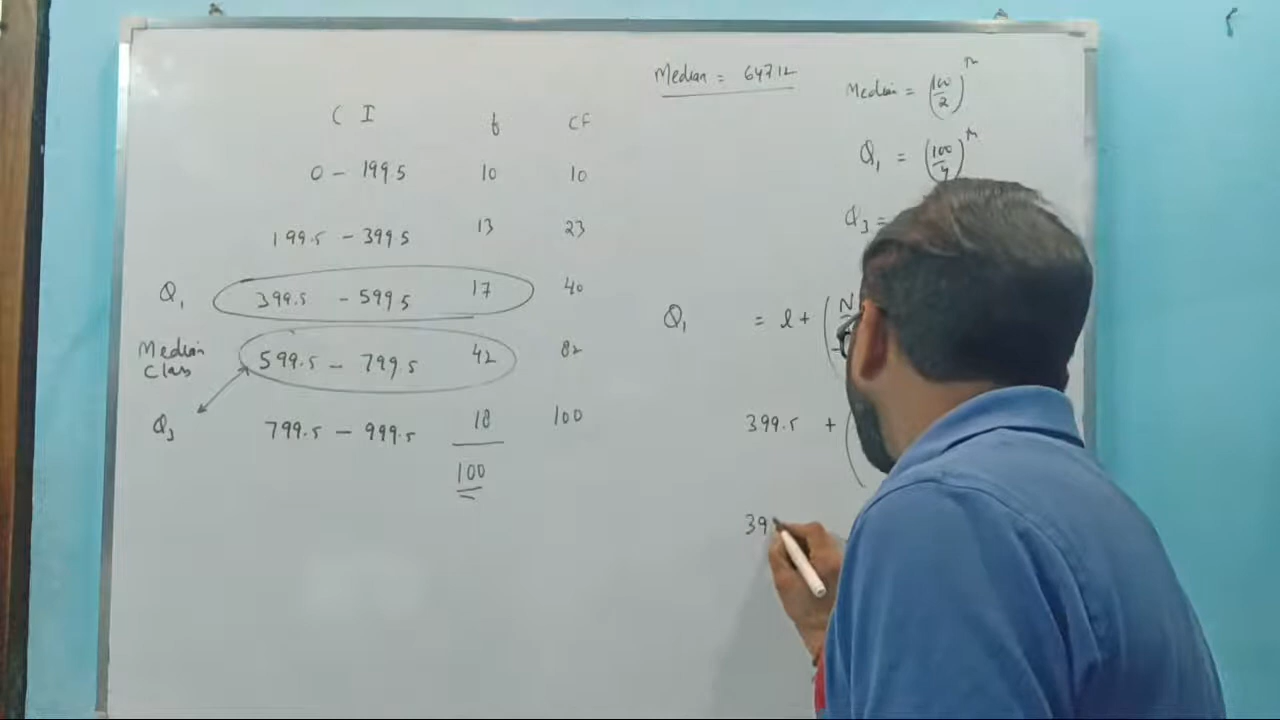 Median = 647.12
Median = (100/2)th
C I f CF
0 - 199.5 10 10
Q1 = (100/4)th
199.5 - 399.5 13 23
Q3 =
Q1 399.5 - 599.5 17 40
Q1 = l + ( N
Median Class 599.5 - 799.5 42 82
Q3 799.5 - 999.5 18 100
399.5 + (
100
39